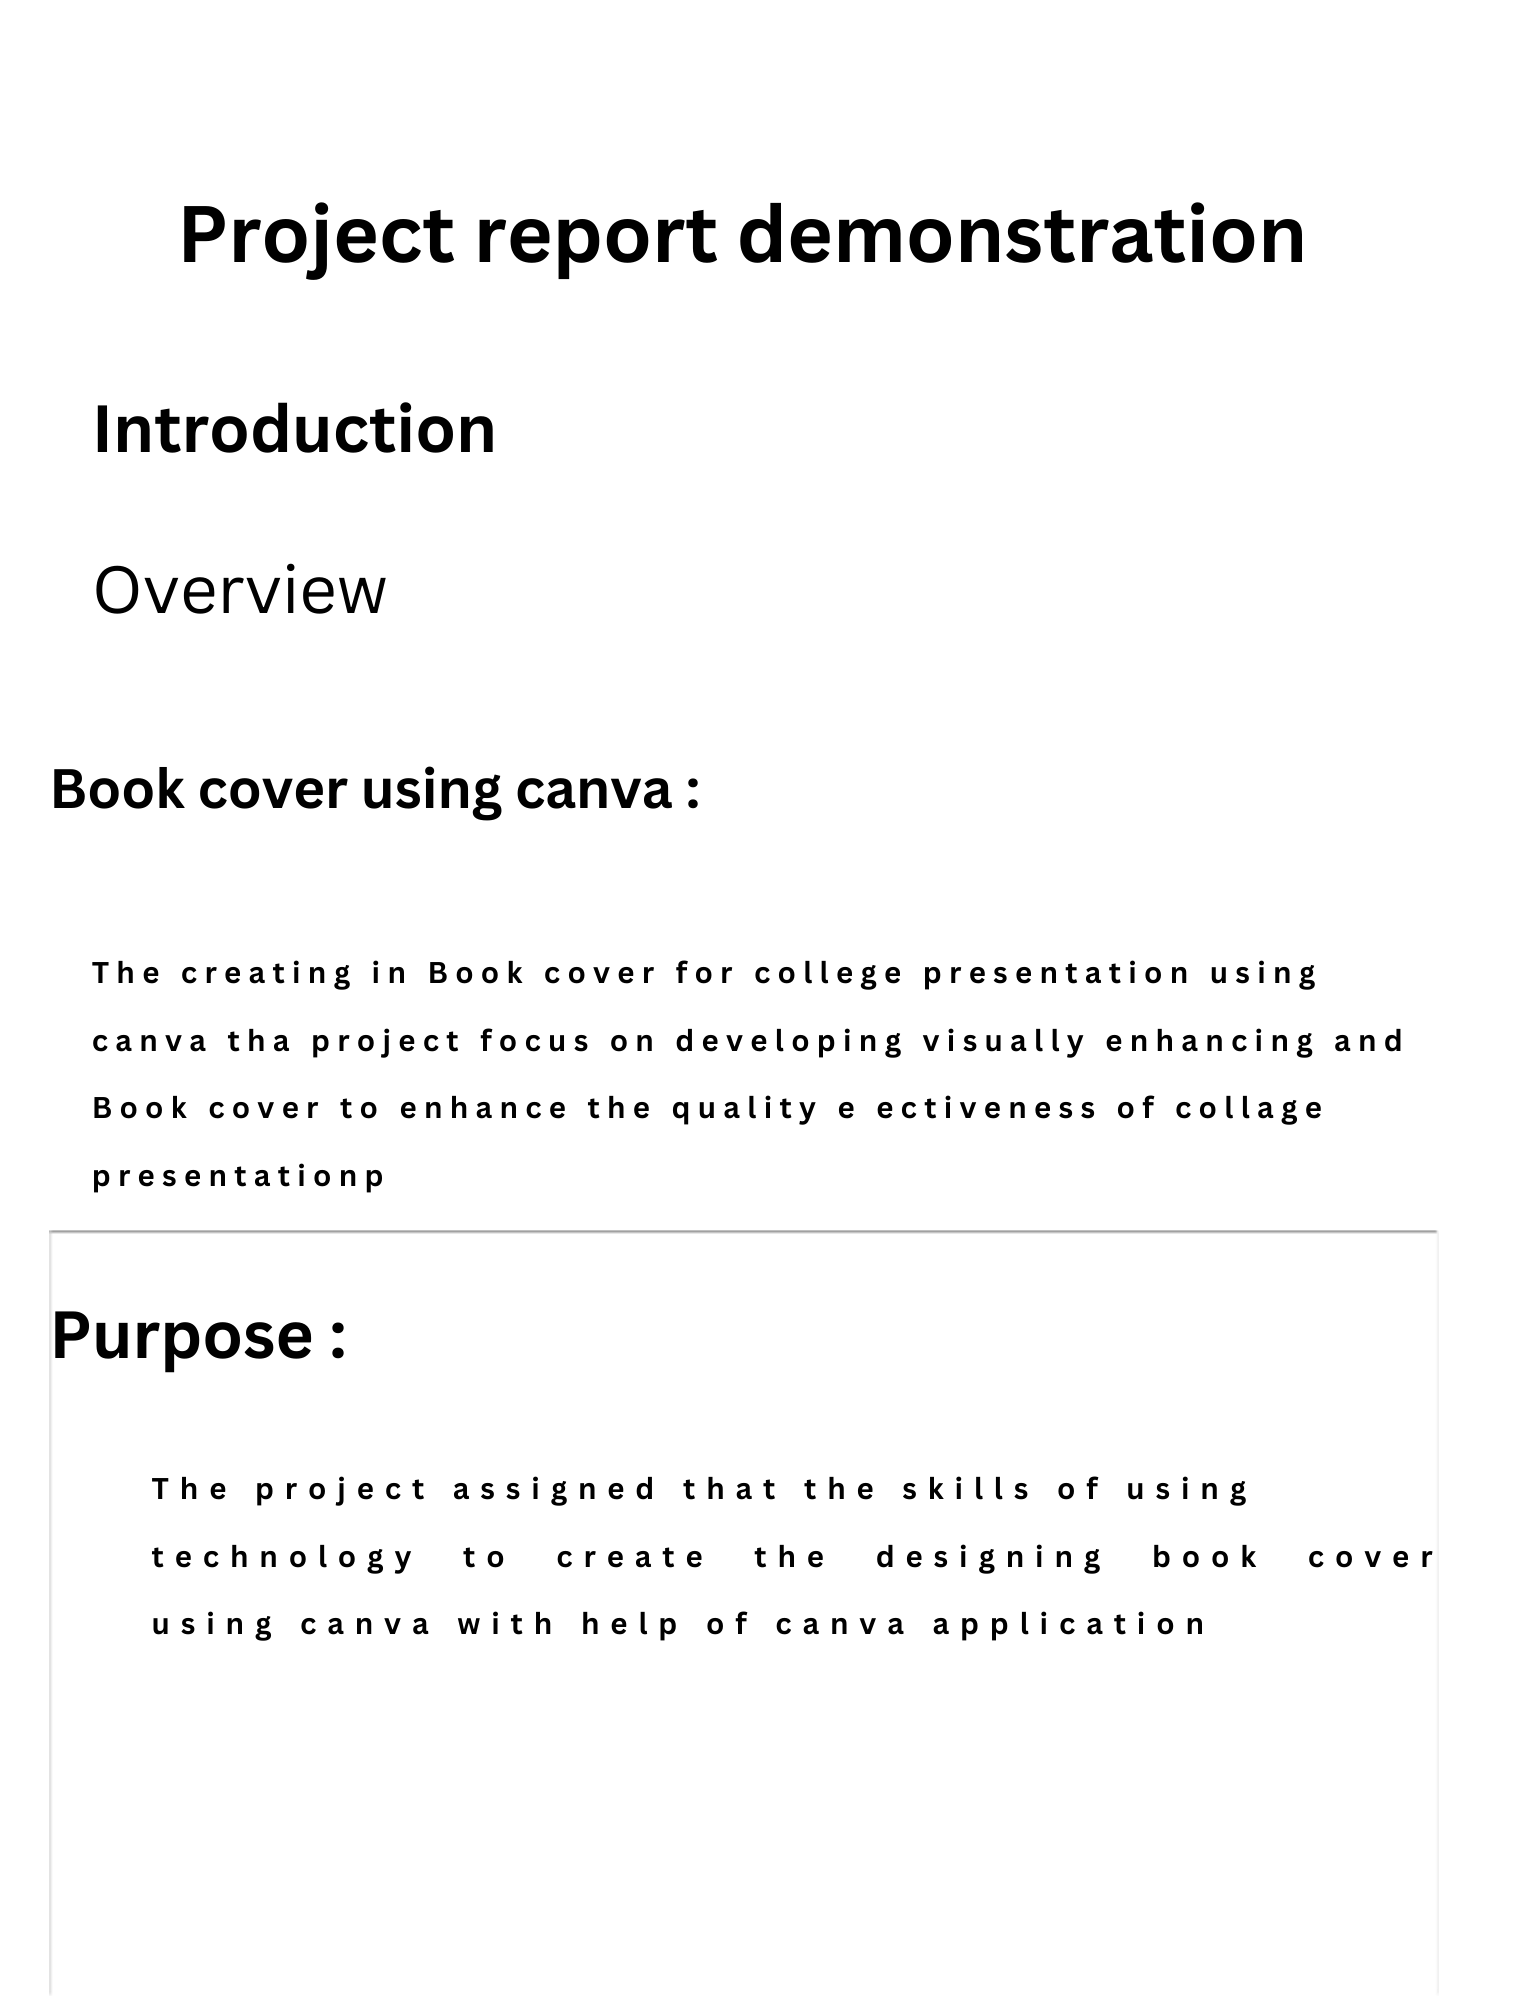 Project report demonstration
Introduction
Overview
Book cover using canva :
The creating in Book cover for college presentation using
canva tha project focus on developing visually enhancing and
Book cover to enhance the quality e ectiveness of collage
presentationp
Purpose :
The project assigned that the skills of using
technology to create the designing book cover
using canva with help of canva application